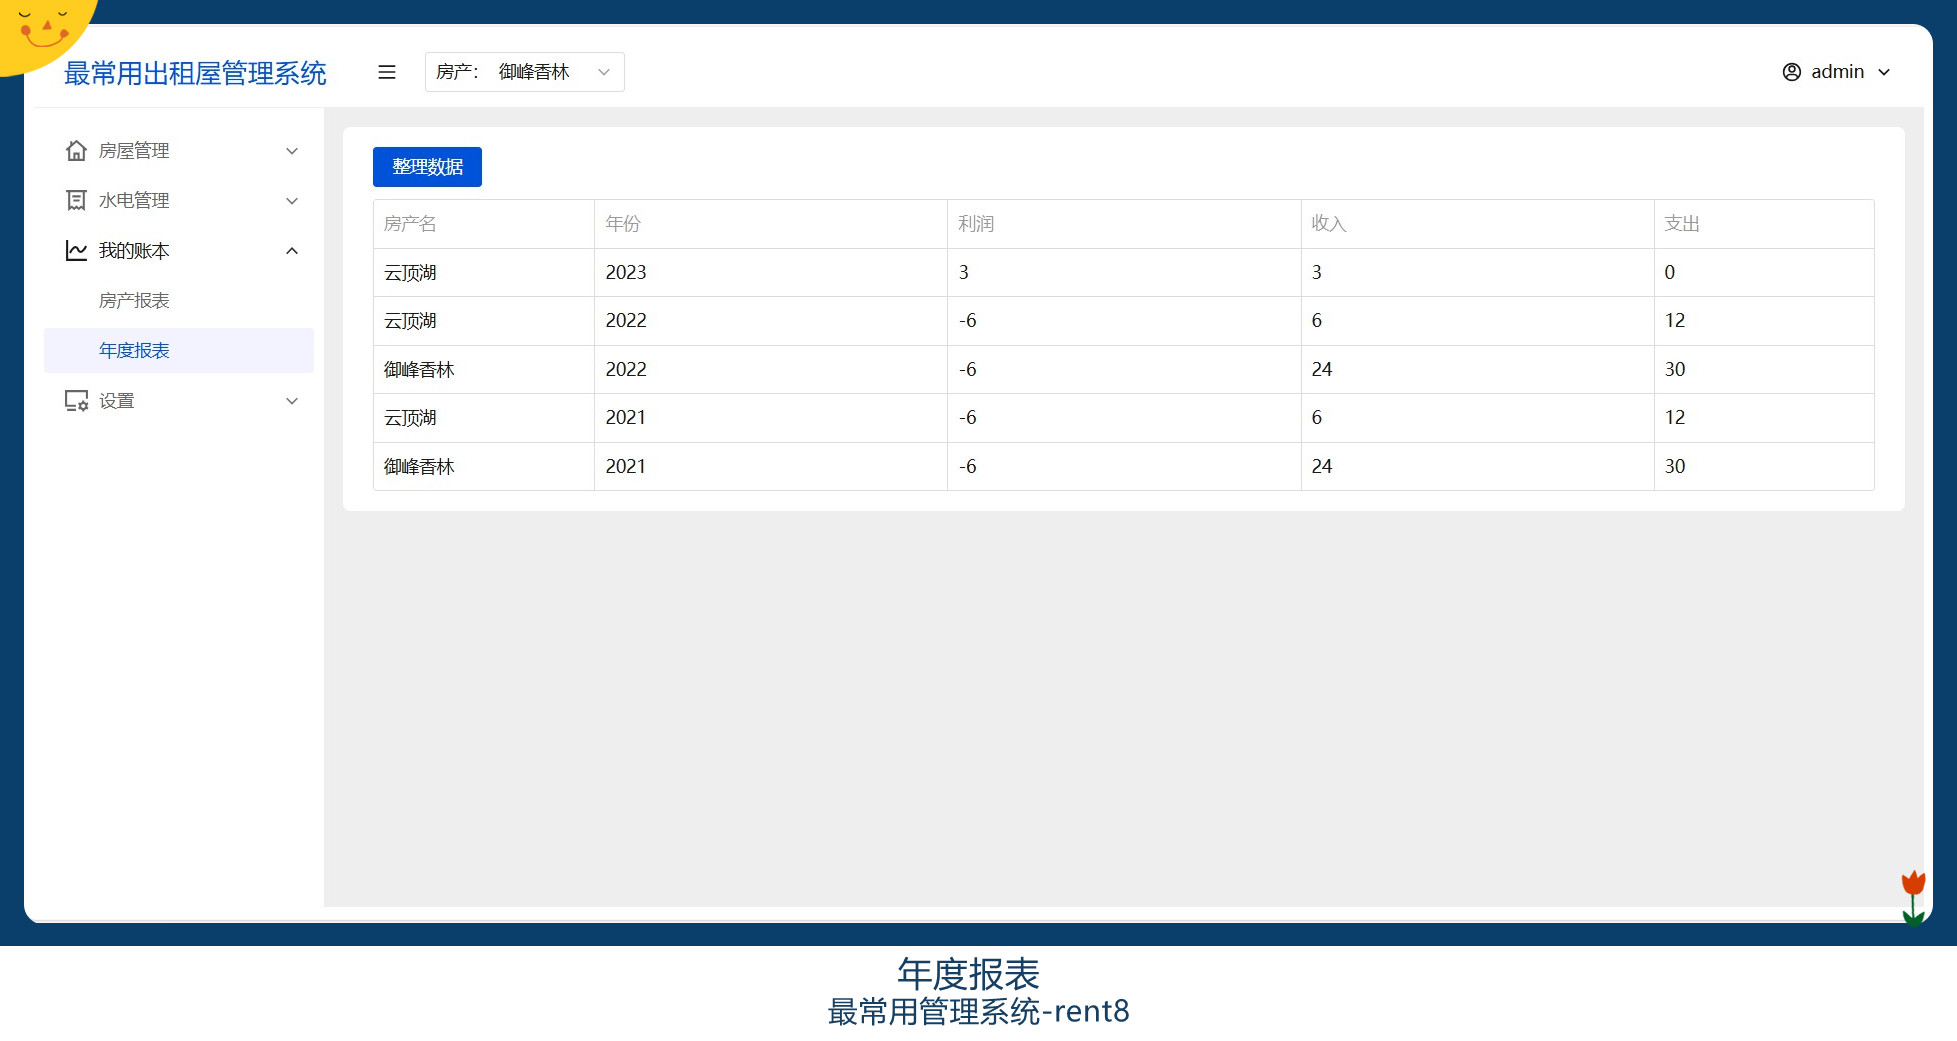 最常用出租屋管理系统
房产： 御峰香林
admin
房屋管理
水电管理
我的账本
房产报表
年度报表
设置
整理数据
房产名 年份 利润 收入 支出
云顶湖 2023 3 3 0
云顶湖 2022 -6 6 12
御峰香林 2022 -6 24 30
云顶湖 2021 -6 6 12
御峰香林 2021 -6 24 30
年度报表
最常用管理系统-rent8